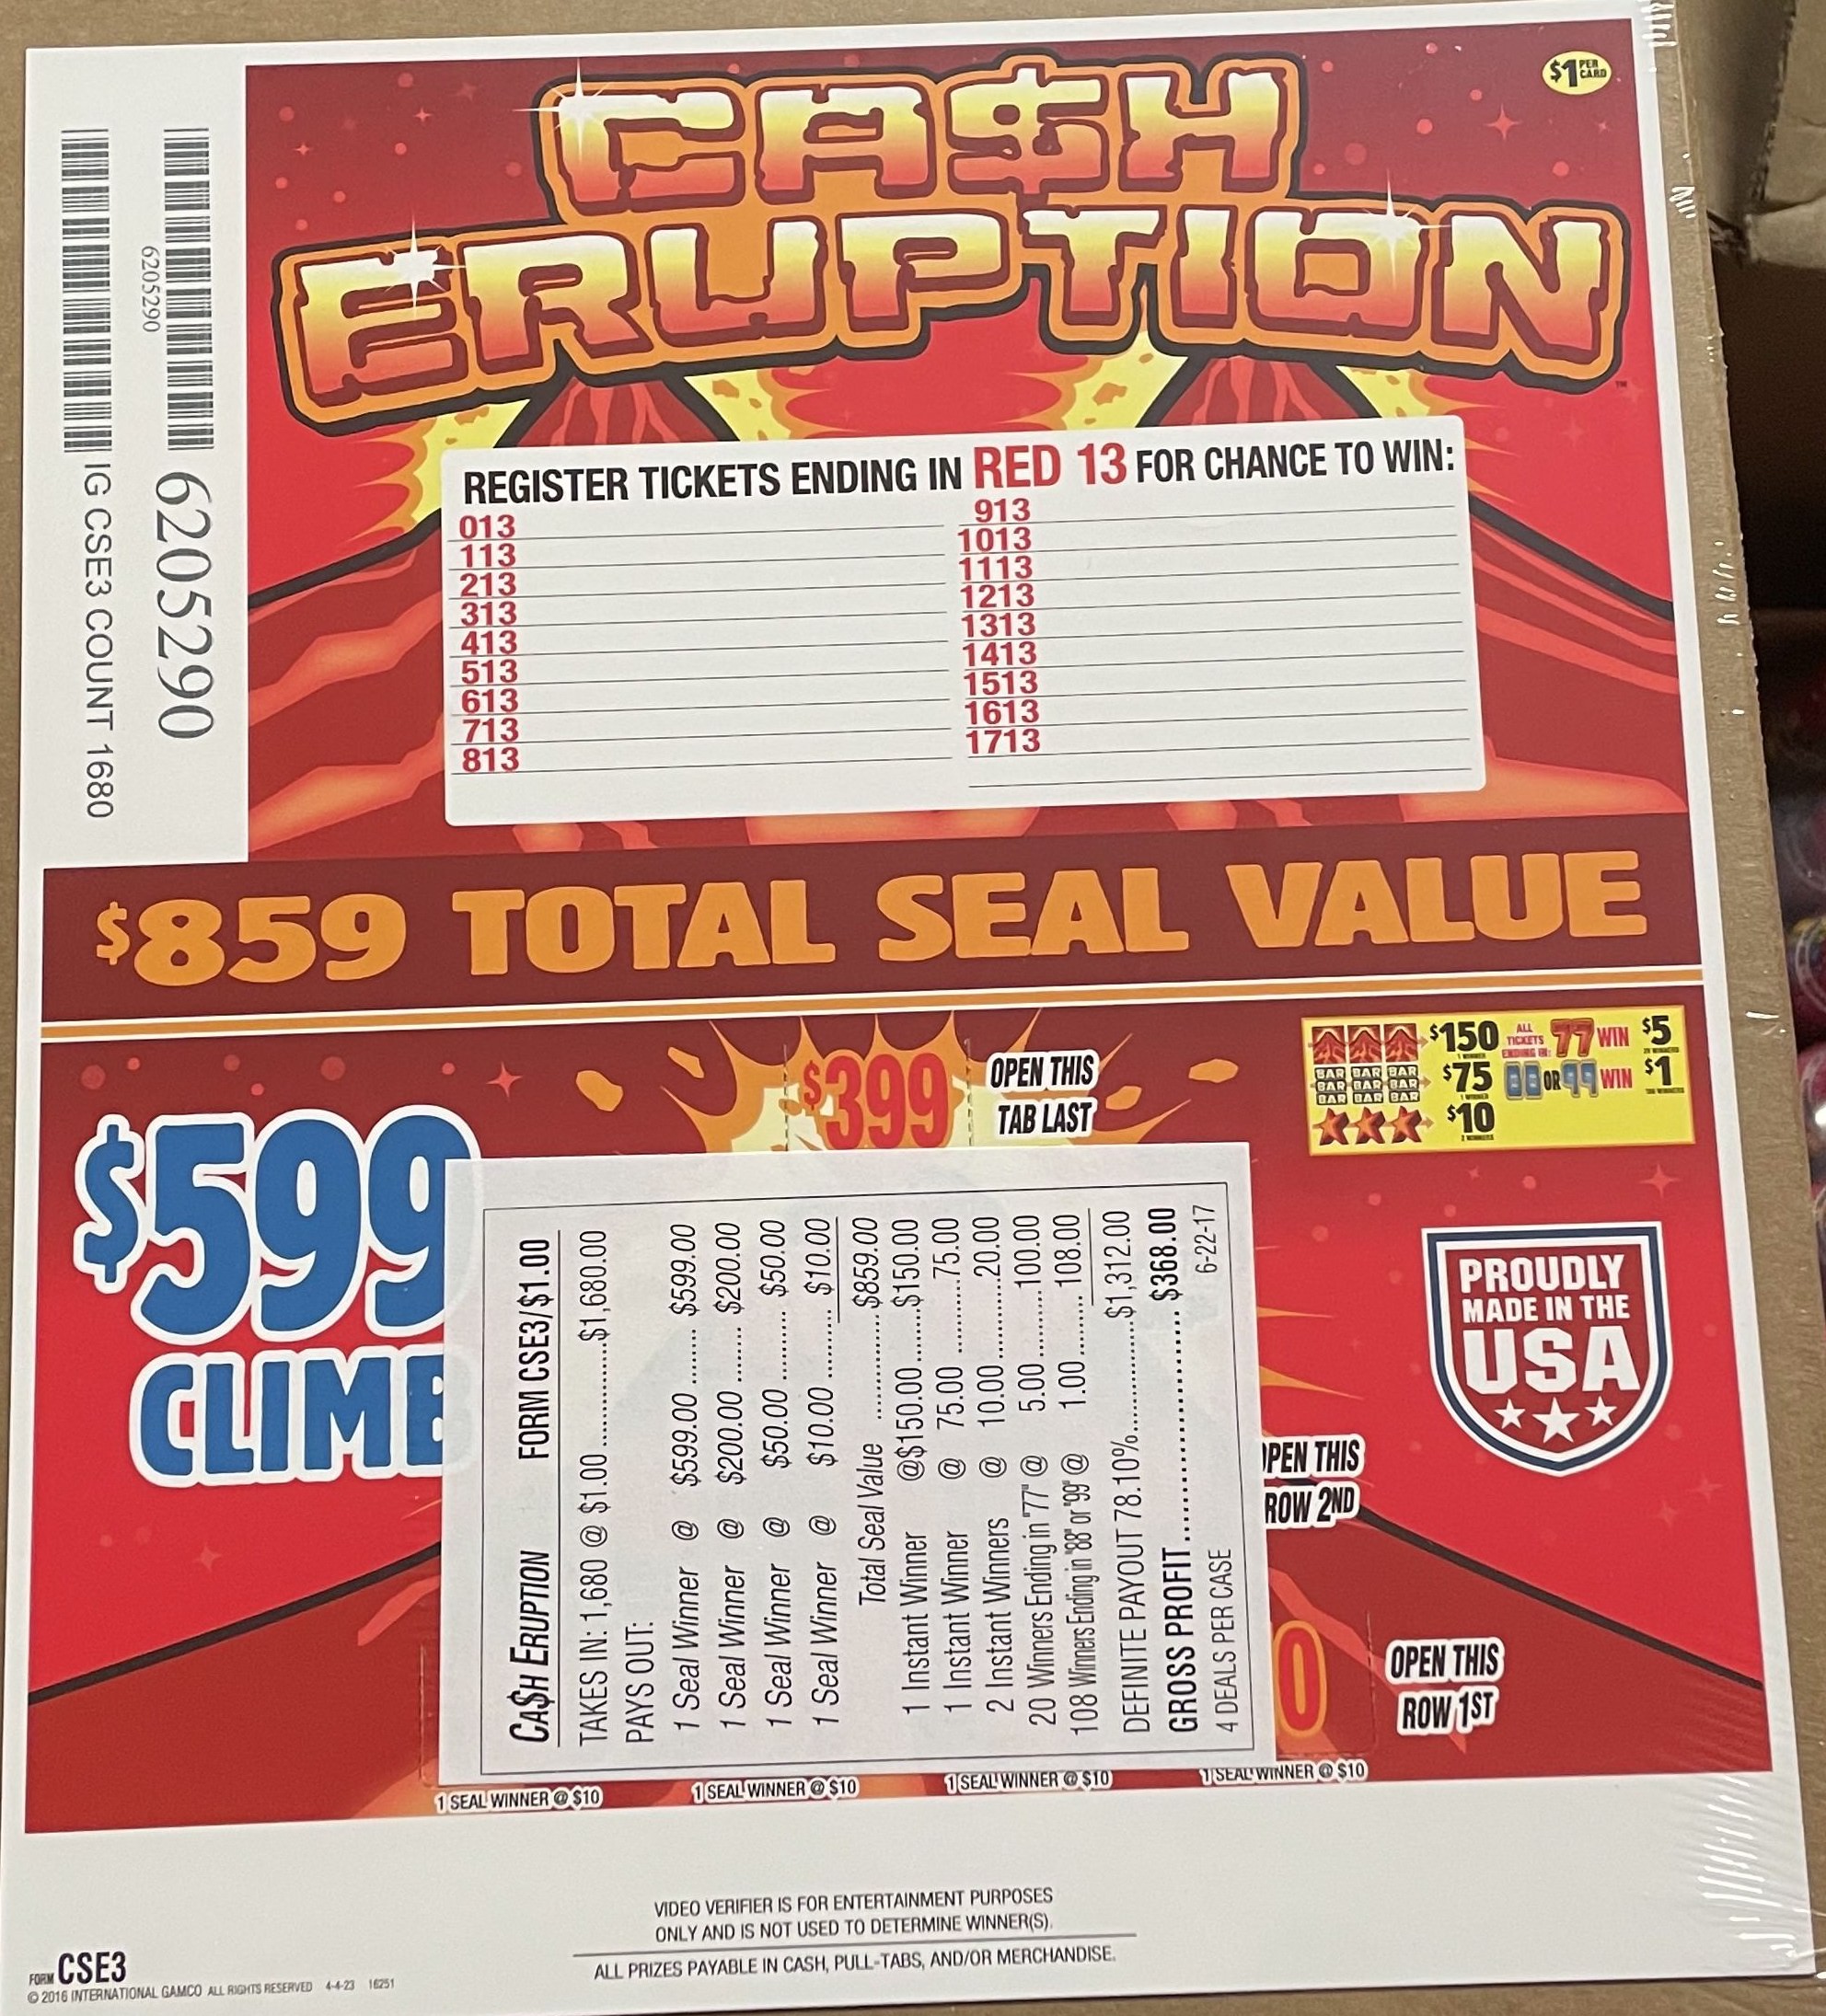 $1 PER CARD
CA$H
ERUPTION
™
6205290
6205290
IG CSE3 COUNT 1680
REGISTER TICKETS ENDING IN RED 13 FOR CHANCE TO WIN:
013
113
213
313
413
513
613
713
813
913
1013
1113
1213
1313
1413
1513
1613
1713
$859 TOTAL SEAL VALUE
$399
OPEN THIS
TAB LAST
$150
1 WINNER
ALL TICKETS ENDING IN: 77 WIN $5
20 WINNERS
BAR BAR BAR
BAR BAR BAR
BAR BAR BAR
$75
1 WINNER
88 OR 99 WIN $1
108 WINNERS
$10
2 WINNERS
$599
CLIMB
CA$H ERUPTION FORM CSE3/$1.00
TAKES IN: 1,680 @ $1.00 ..............$1,680.00
PAYS OUT:
1 Seal Winner @ $599.00 ....... $599.00
1 Seal Winner @ $200.00 ....... $200.00
1 Seal Winner @ $50.00 .......... $50.00
1 Seal Winner @ $10.00 .......... $10.00
Total Seal Value ............... $859.00
1 Instant Winner @$150.00.......$150.00
1 Instant Winner @ 75.00 ...........75.00
2 Instant Winners @ 10.00............20.00
20 Winners Ending in "77" @ 5.00 ......... 100.00
108 Winners Ending in "88" or "99" @ 1.00......... 108.00
DEFINITE PAYOUT 78.10%...............$1,312.00
GROSS PROFIT........................... $368.00
4 DEALS PER CASE 6-22-17
PROUDLY
MADE IN THE
USA
OPEN THIS
ROW 2ND
0
OPEN THIS
ROW 1ST
1 SEAL WINNER @ $10
1 SEAL WINNER @ $10
1 SEAL WINNER @ $10
1 SEAL WINNER @ $10
VIDEO VERIFIER IS FOR ENTERTAINMENT PURPOSES
ONLY AND IS NOT USED TO DETERMINE WINNER(S).
ALL PRIZES PAYABLE IN CASH, PULL-TABS, AND/OR MERCHANDISE.
FORM CSE3
© 2016 INTERNATIONAL GAMCO ALL RIGHTS RESERVED 4-4-23 16251